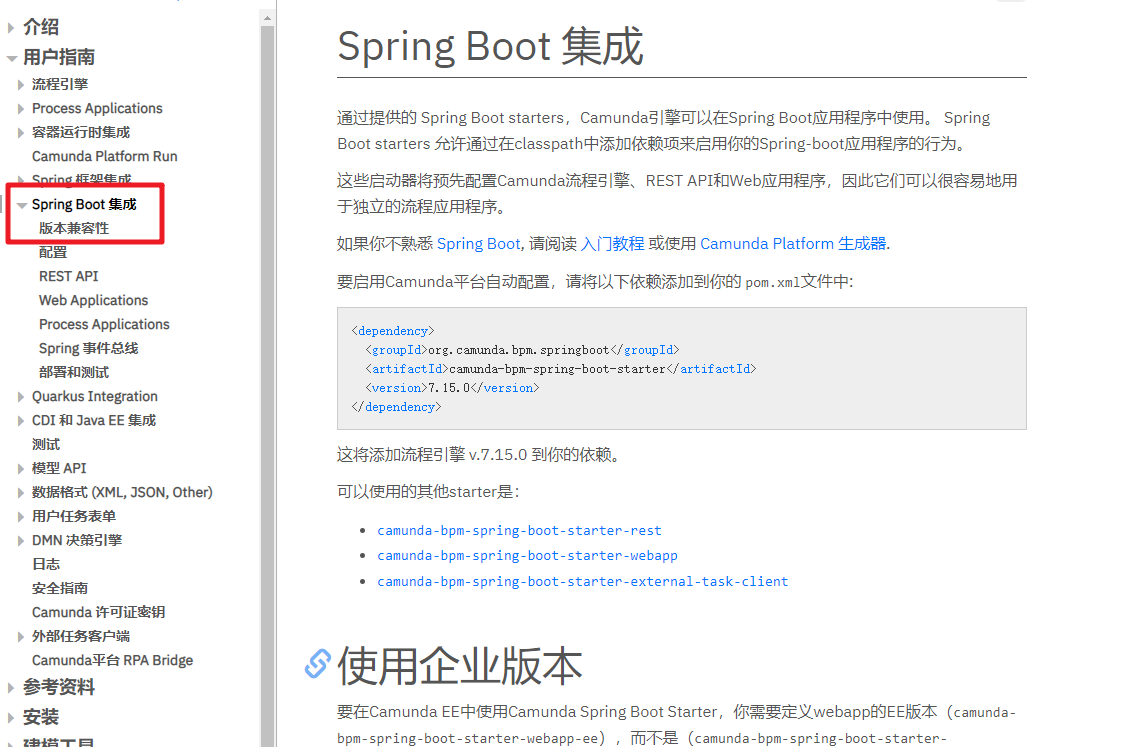 介绍
用户指南
流程引擎
Process Applications
容器运行时集成
Camunda Platform Run
Spring 框架集成
Spring Boot 集成
版本兼容性
配置
REST API
Web Applications
Process Applications
Spring 事件总线
部署和测试
Quarkus Integration
CDI 和 Java EE 集成
测试
模型 API
数据格式 (XML, JSON, Other)
用户任务表单
DMN 决策引擎
日志
安全指南
Camunda 许可证密钥
外部任务客户端
Camunda平台 RPA Bridge
参考资料
安装
建模工具
Spring Boot 集成
通过提供的 Spring Boot starters，Camunda引擎可以在Spring Boot应用程序中使用。 Spring
Boot starters 允许通过在classpath中添加依赖项来启用你的Spring-boot应用程序的行为。
这些启动器将预先配置Camunda流程引擎、REST API和Web应用程序，因此它们可以很容易地用
于独立的流程应用程序。
如果你不熟悉 Spring Boot, 请阅读 入门教程 或使用 Camunda Platform 生成器.
要启用Camunda平台自动配置，请将以下依赖添加到你的 pom.xml文件中:
<dependency>
<groupId>org.camunda.bpm.springboot</groupId>
<artifactId>camunda-bpm-spring-boot-starter</artifactId>
<version>7.15.0</version>
</dependency>
这将添加流程引擎 v.7.15.0 到你的依赖。
可以使用的其他starter是：
camunda-bpm-spring-boot-starter-rest
camunda-bpm-spring-boot-starter-webapp
camunda-bpm-spring-boot-starter-external-task-client
使用企业版本
要在Camunda EE中使用Camunda Spring Boot Starter，你需要定义webapp的EE版本（camunda-
bpm-spring-boot-starter-webapp-ee），而不是（camunda-bpm-spring-boot-starter-